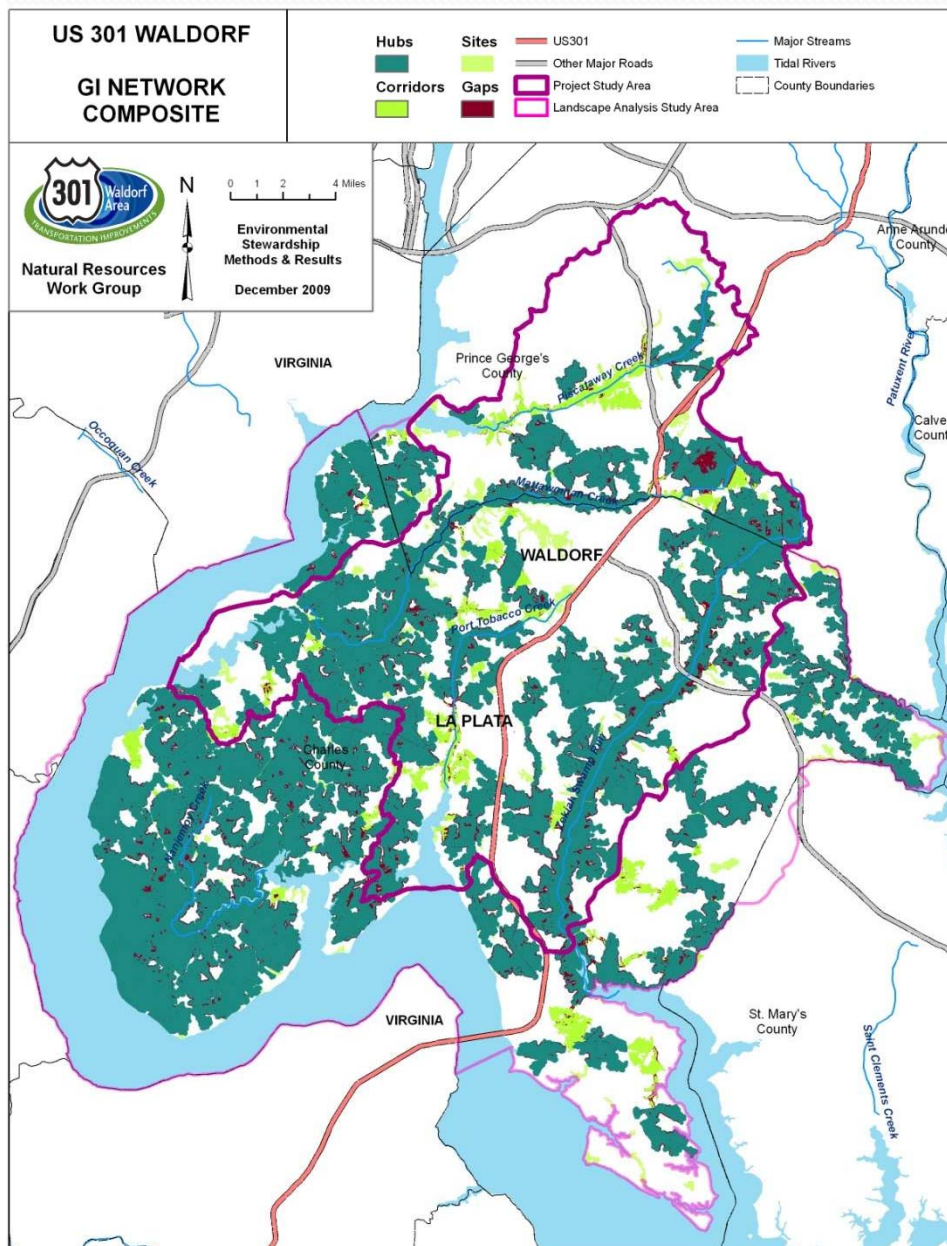 US 301 WALDORF
GI NETWORK
COMPOSITE
Hubs
Sites
Corridors
Gaps
US301
Other Major Roads
Project Study Area
Landscape Analysis Study Area
Major Streams
Tidal Rivers
County Boundaries
301
Waldorf
Area
TRANSPORTATION IMPROVEMENTS
Natural Resources
Work Group
N
0 1 2 4 Miles
Environmental
Stewardship
Methods & Results
December 2009
Anne Arunde
County
Patuxent River
VIRGINIA
Prince George's
County
Piscataway Creek
Calve
Count
Occoquan Creek
Mattawoman Creek
WALDORF
Port Tobacco Creek
LA PLATA
Charles
County
Zekiah Swamp Run
Nanjemoy Creek
VIRGINIA
St. Mary's
County
Saint Clements Creek